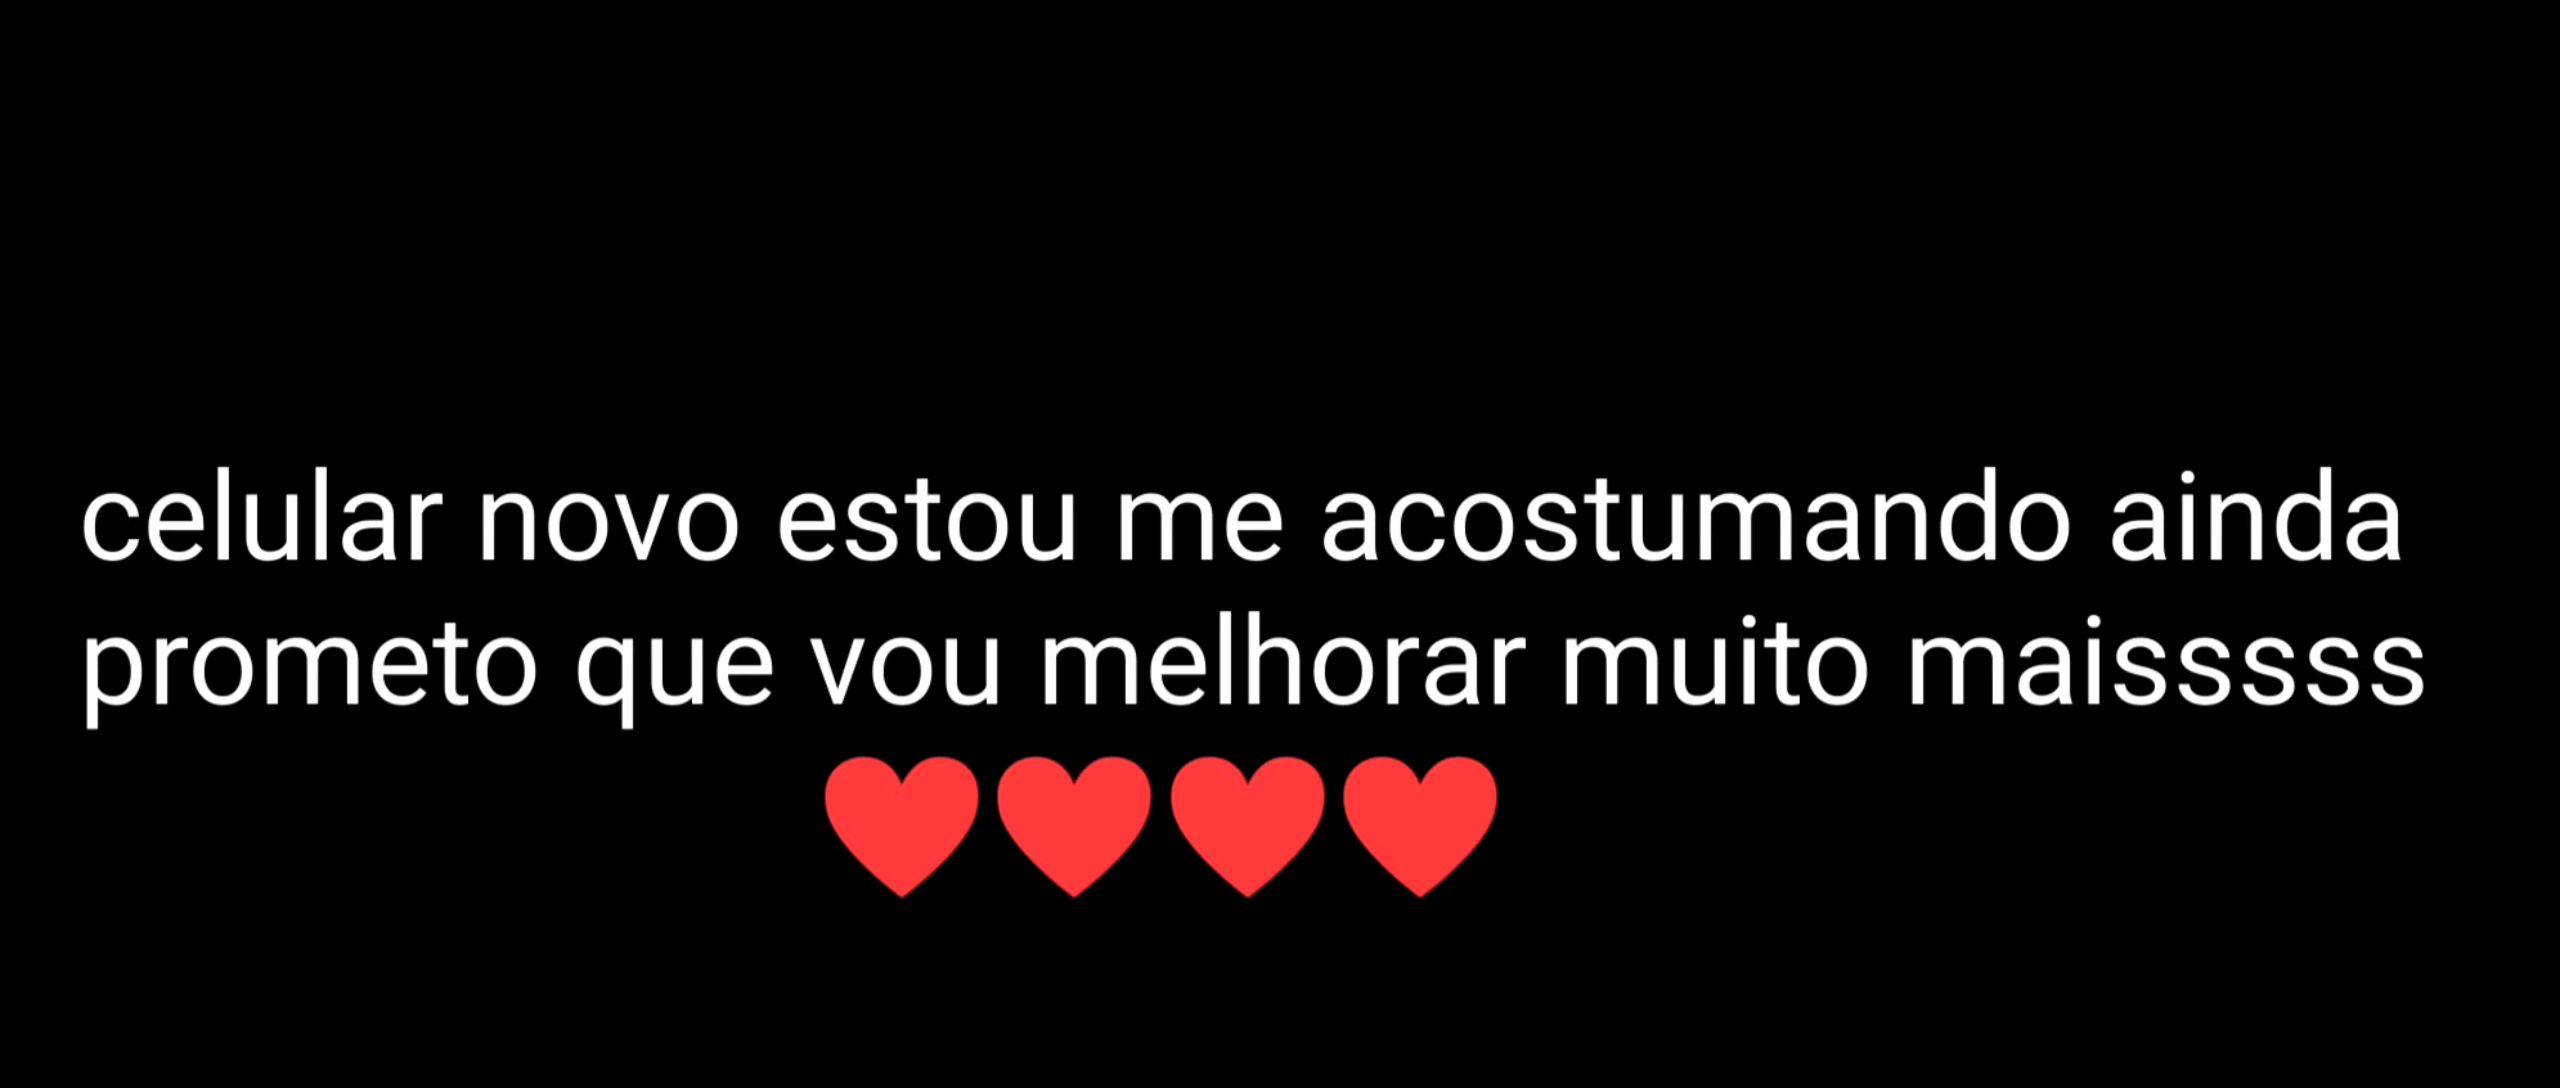 celular novo estou me acostumando ainda
prometo que vou melhorar muito maisssss
♥️♥️♥️♥️